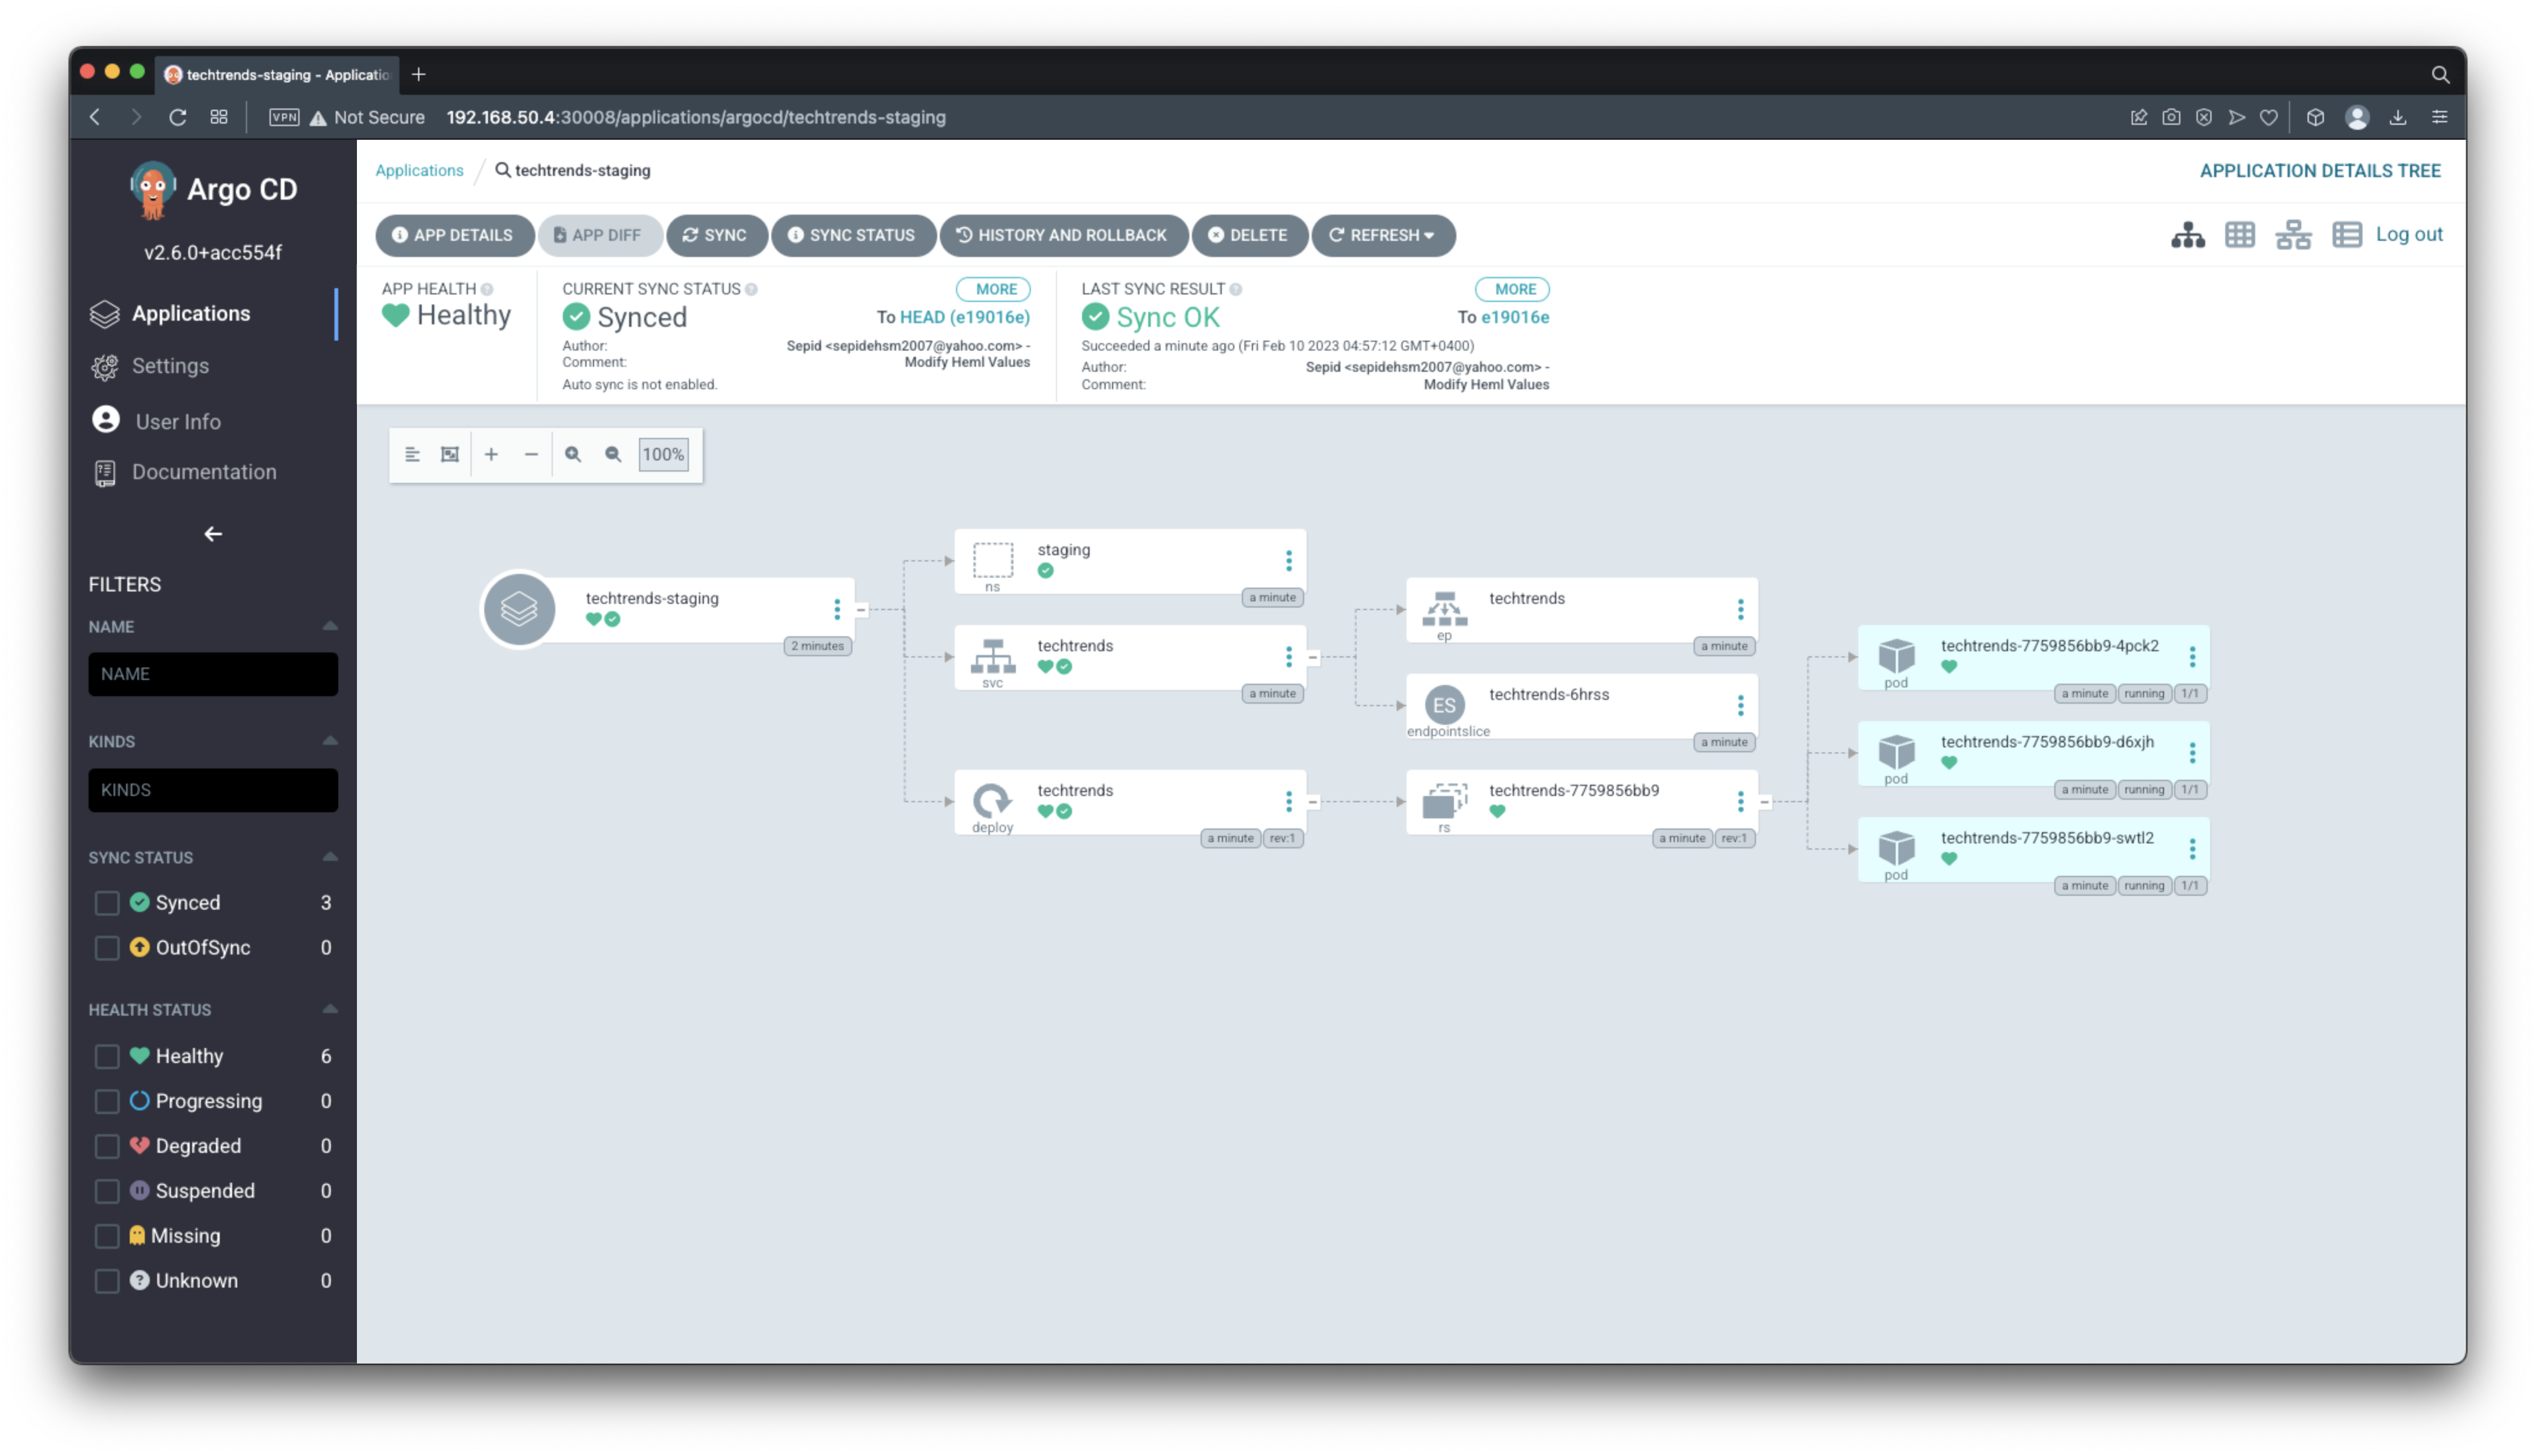 techtrends-staging - Applicatio
VPN Not Secure 192.168.50.4:30008/applications/argocd/techtrends-staging
Argo CD
v2.6.0+acc554f
Applications
Settings
User Info
Documentation
FILTERS
NAME
NAME
KINDS
KINDS
SYNC STATUS
Synced 3
OutOfSync 0
HEALTH STATUS
Healthy 6
Progressing 0
Degraded 0
Suspended 0
Missing 0
Unknown 0
Applications / techtrends-staging
APPLICATION DETAILS TREE
APP DETAILS APP DIFF SYNC SYNC STATUS HISTORY AND ROLLBACK DELETE REFRESH
Log out
APP HEALTH
Healthy
CURRENT SYNC STATUS MORE
Synced To HEAD (e19016e)
Author: Sepid <sepidehsm2007@yahoo.com> -
Comment: Modify Heml Values
Auto sync is not enabled.
LAST SYNC RESULT MORE
Sync OK To e19016e
Succeeded a minute ago (Fri Feb 10 2023 04:57:12 GMT+0400)
Author: Sepid <sepidehsm2007@yahoo.com> -
Comment: Modify Heml Values
100%
techtrends-staging
2 minutes
staging
ns
a minute
techtrends
svc
a minute
techtrends
deploy
a minute rev:1
techtrends
ep
a minute
ES
techtrends-6hrss
endpointslice
a minute
techtrends-7759856bb9
rs
a minute rev:1
techtrends-7759856bb9-4pck2
pod
a minute running 1/1
techtrends-7759856bb9-d6xjh
pod
a minute running 1/1
techtrends-7759856bb9-swtl2
pod
a minute running 1/1